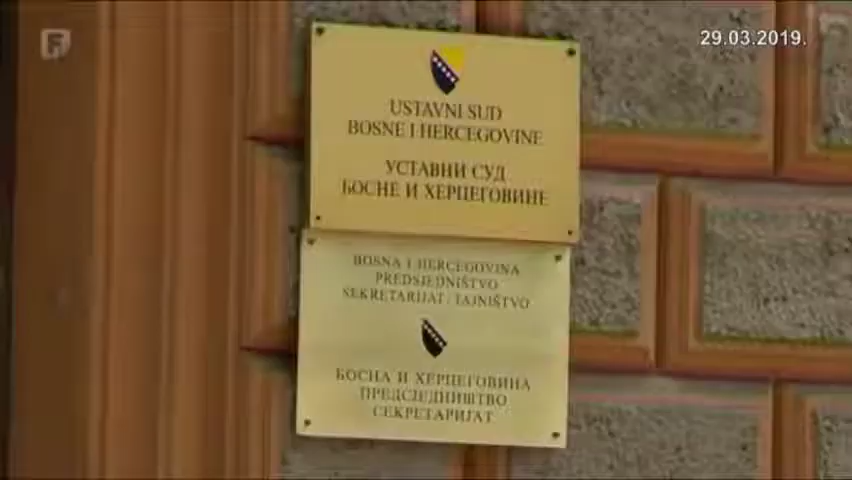 29.03.2019.
USTAVNI SUD
BOSNE I HERCEGOVINE
УСТАВНИ СУД
БОСНЕ И ХЕРЦЕГОВИНЕ
BOSNA I HERCEGOVINA
PREDSJEDNIŠTVO
SEKRETARIJAT/TAJNIŠTVO
БОСНА И ХЕРЦЕГОВИНА
ПРЕДСЈЕДНИШТВО
СЕКРЕТАРИЈАТ